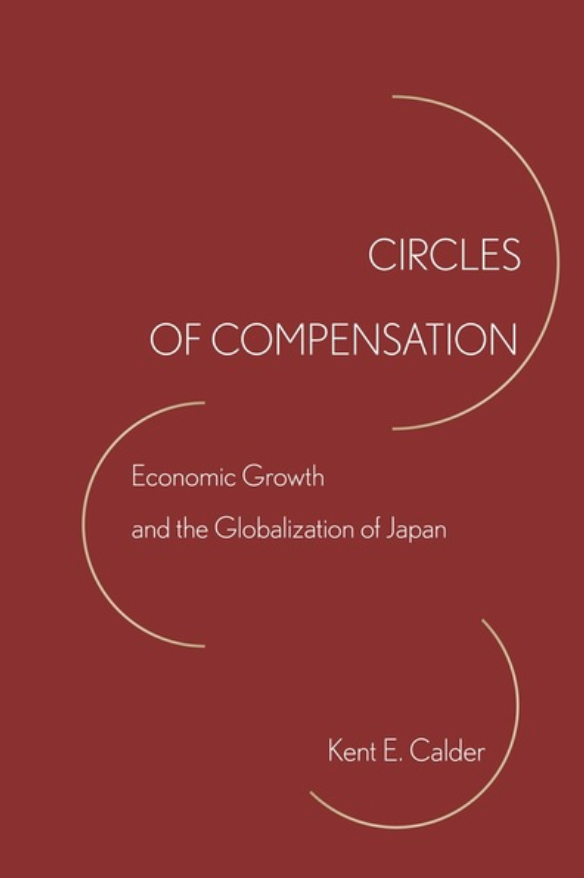 CIRCLES
OF COMPENSATION
Economic Growth
and the Globalization of Japan
Kent E. Calder